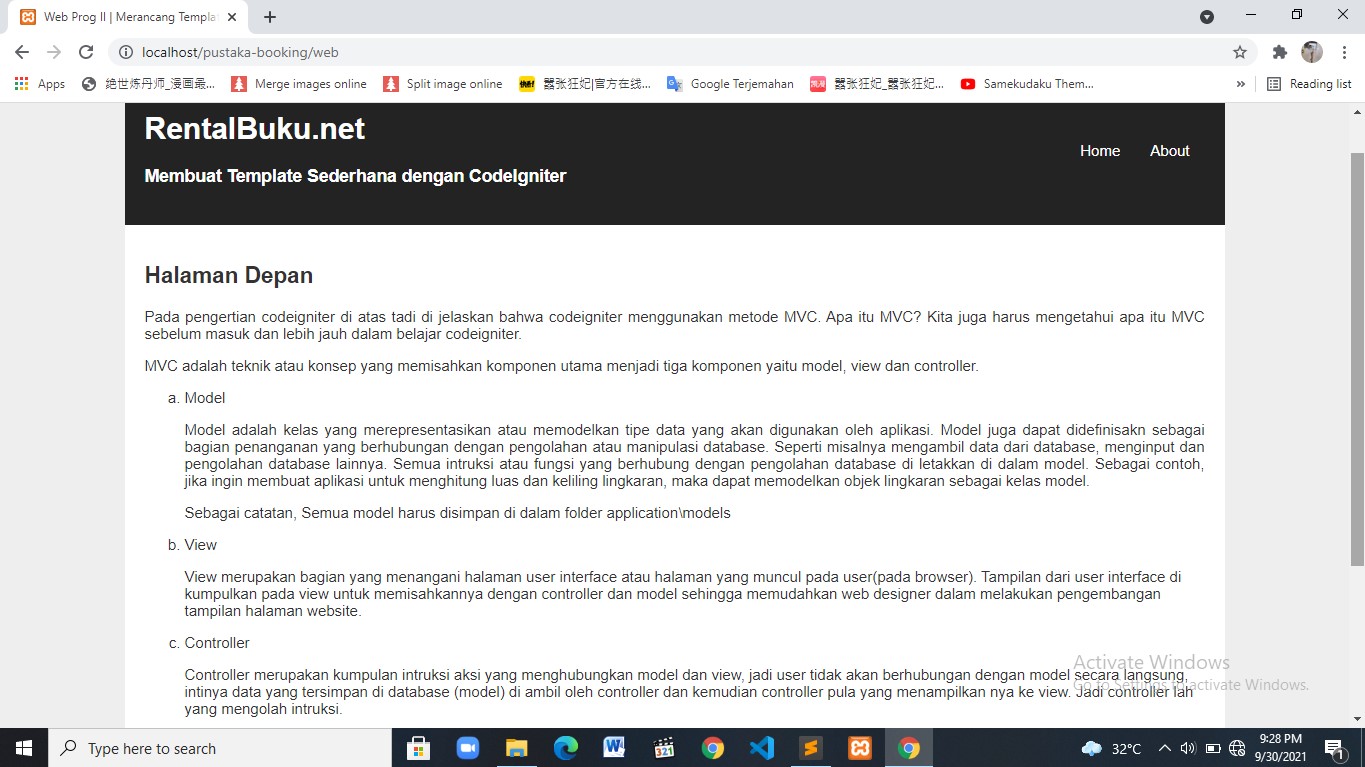 Web Prog II | Merancang Templa
localhost/pustaka-booking/web
Apps
绝世炼丹师_漫画最...
Merge images online
Split image online
嚣张狂妃|官方在线...
Google Terjemahan
嚣张狂妃_嚣张狂妃...
Samekudaku Them...
»
Reading list
RentalBuku.net
Home
About
Membuat Template Sederhana dengan CodeIgniter
Halaman Depan
Pada pengertian codeigniter di atas tadi di jelaskan bahwa codeigniter menggunakan metode MVC. Apa itu MVC? Kita juga harus mengetahui apa itu MVC
sebelum masuk dan lebih jauh dalam belajar codeigniter.
MVC adalah teknik atau konsep yang memisahkan komponen utama menjadi tiga komponen yaitu model, view dan controller.
a. Model
Model adalah kelas yang merepresentasikan atau memodelkan tipe data yang akan digunakan oleh aplikasi. Model juga dapat didefinisakn sebagai
bagian penanganan yang berhubungan dengan pengolahan atau manipulasi database. Seperti misalnya mengambil data dari database, menginput dan
pengolahan database lainnya. Semua intruksi atau fungsi yang berhubung dengan pengolahan database di letakkan di dalam model. Sebagai contoh,
jika ingin membuat aplikasi untuk menghitung luas dan keliling lingkaran, maka dapat memodelkan objek lingkaran sebagai kelas model.
Sebagai catatan, Semua model harus disimpan di dalam folder application\models
b. View
View merupakan bagian yang menangani halaman user interface atau halaman yang muncul pada user(pada browser). Tampilan dari user interface di
kumpulkan pada view untuk memisahkannya dengan controller dan model sehingga memudahkan web designer dalam melakukan pengembangan
tampilan halaman website.
c. Controller
Controller merupakan kumpulan intruksi aksi yang menghubungkan model dan view, jadi user tidak akan berhubungan dengan model secara langsung,
intinya data yang tersimpan di database (model) di ambil oleh controller dan kemudian controller pula yang menampilkan nya ke view. Jadi controller lah
yang mengolah intruksi.
Activate Windows
Go to Settings to activate Windows.
Type here to search
321
32°C
9:28 PM
9/30/2021
1